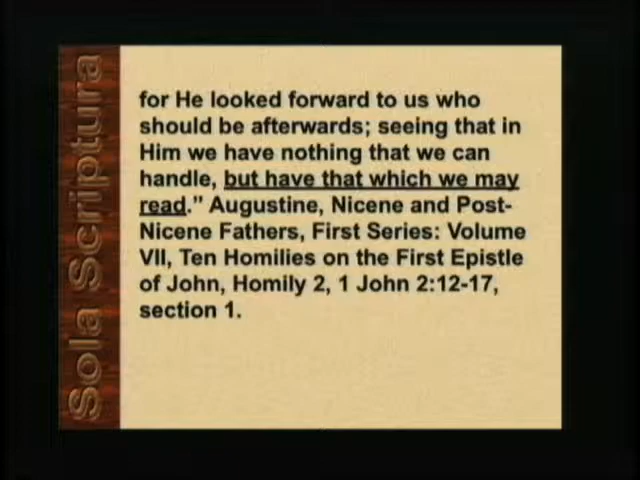 Sola Scriptura
for He looked forward to us who
should be afterwards; seeing that in
Him we have nothing that we can
handle, but have that which we may
read." Augustine, Nicene and Post-
Nicene Fathers, First Series: Volume
VII, Ten Homilies on the First Epistle
of John, Homily 2, 1 John 2:12-17,
section 1.